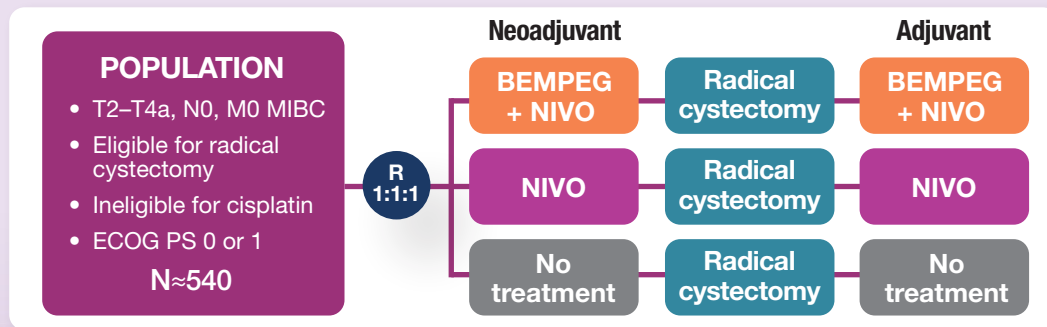 Neoadjuvant
Adjuvant
POPULATION
• T2–T4a, N0, M0 MIBC
• Eligible for radical
cystectomy
• Ineligible for cisplatin
• ECOG PS 0 or 1
N≈540
R
1:1:1
BEMPEG
+ NIVO
Radical
cystectomy
BEMPEG
+ NIVO
NIVO
Radical
cystectomy
NIVO
No
treatment
Radical
cystectomy
No
treatment